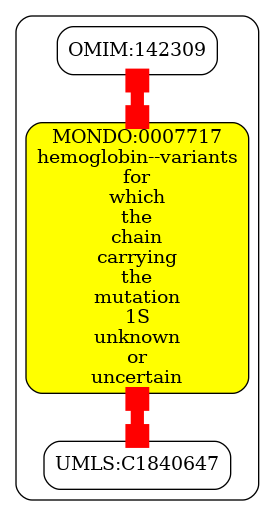 OMIM:142309
MONDO:0007717
hemoglobin--variants
for
which
the
chain
carrying
the
mutation
1S
unknown
or
uncertain
UMLS:C1840647